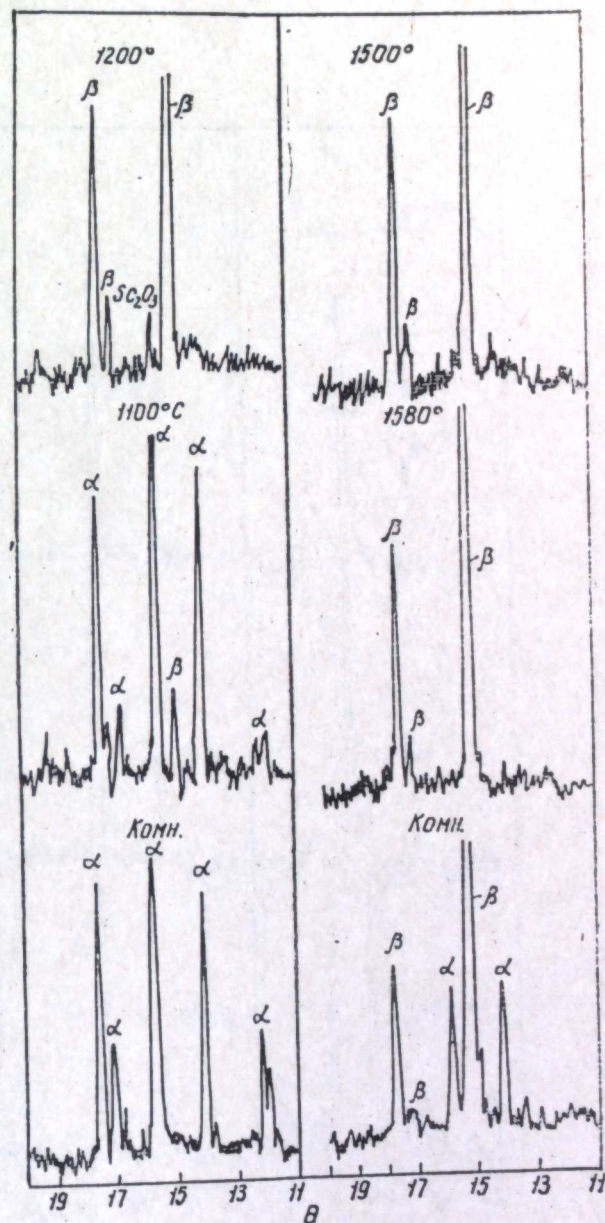 1200° 1500°
β β β β
β Sc₂O₃ β
1100°C 1580°
α α α β β
β α α β
Комн. Комн.
α α α β
α α β α α
β
19 17 15 13 11 19 17 15 13 11
θ